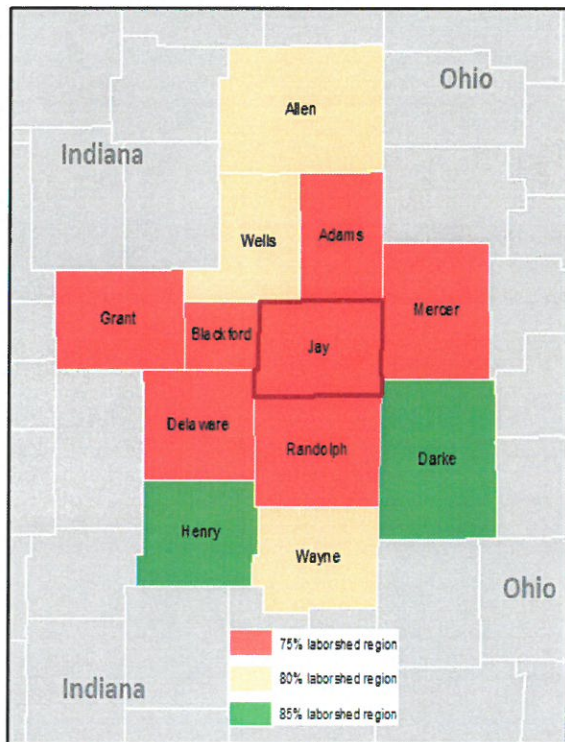 Ohio
Allen
Indiana
Wells
Adams
Grant
Blackford
Jay
Mercer
Delaware
Randolph
Darke
Henry
Wayne
Ohio
75% laborshed region
80% laborshed region
Indiana
85% laborshed region